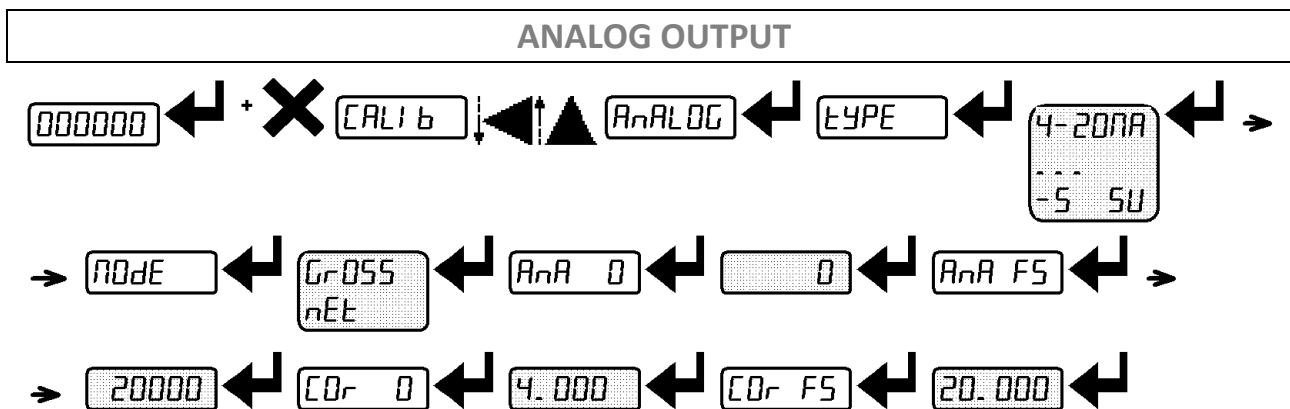 ANALOG OUTPUT
000000 + CALIb AnALOG tYPE 4-20MA
---
-5 5U
MOdE GrOSS AnA 0 0 AnA FS
nEt
20000 COr 0 4.000 COr FS 20.000